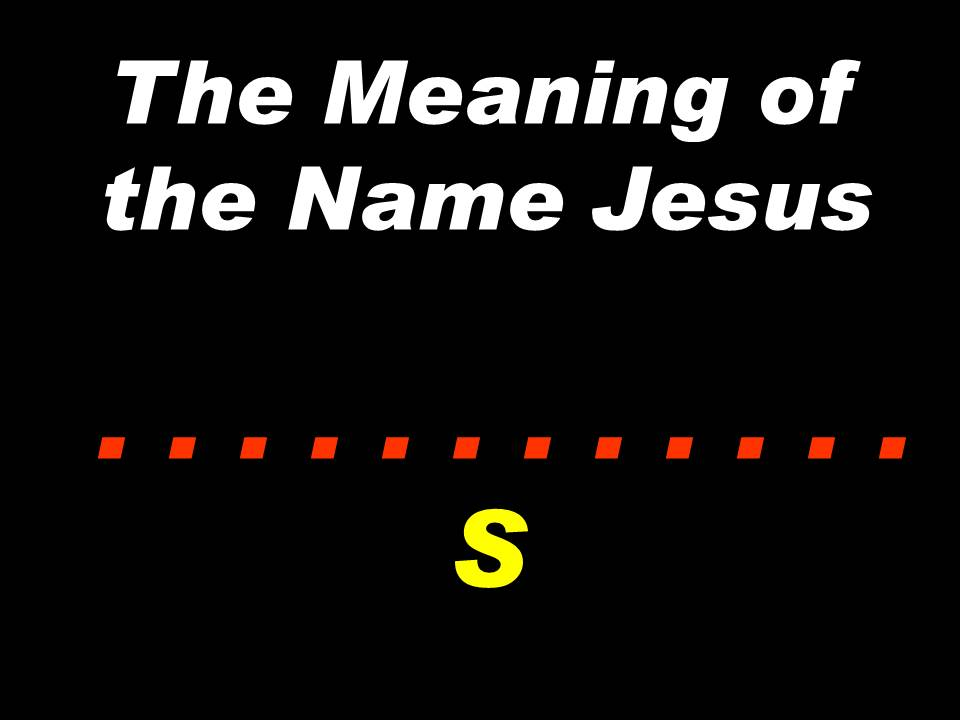 The Meaning of
the Name Jesus
. . . . . . . . . . . .
S